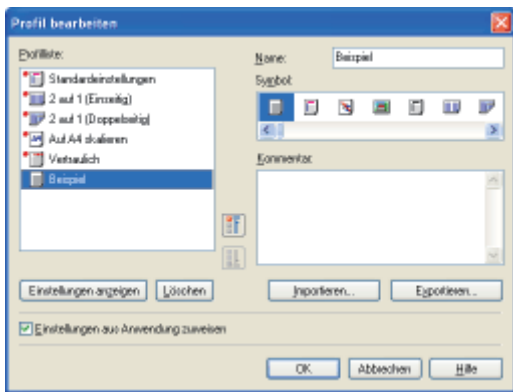 Profil bearbeiten
Profilliste:
Standardeinstellungen
2 auf 1 (Einseitig)
2 auf 1 (Doppelseitig)
Auf A4 skalieren
Vertraulich
Beispiel
Name:
Beispiel
Symbol:
Kommentar:
Einstellungen anzeigen
Löschen
Importieren...
Exportieren...
Einstellungen aus Anwendung zuweisen
OK
Abbrechen
Hilfe